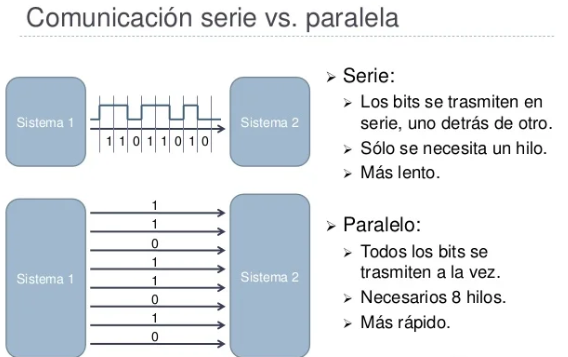 Comunicación serie vs. paralela
Sistema 1
1 1 0 1 1 0 1 0
Sistema 2
Serie:
Los bits se trasmiten en
serie, uno detrás de otro.
Sólo se necesita un hilo.
Más lento.
Sistema 1
1
1
0
1
1
0
1
0
Sistema 2
Paralelo:
Todos los bits se
trasmiten a la vez.
Necesarios 8 hilos.
Más rápido.